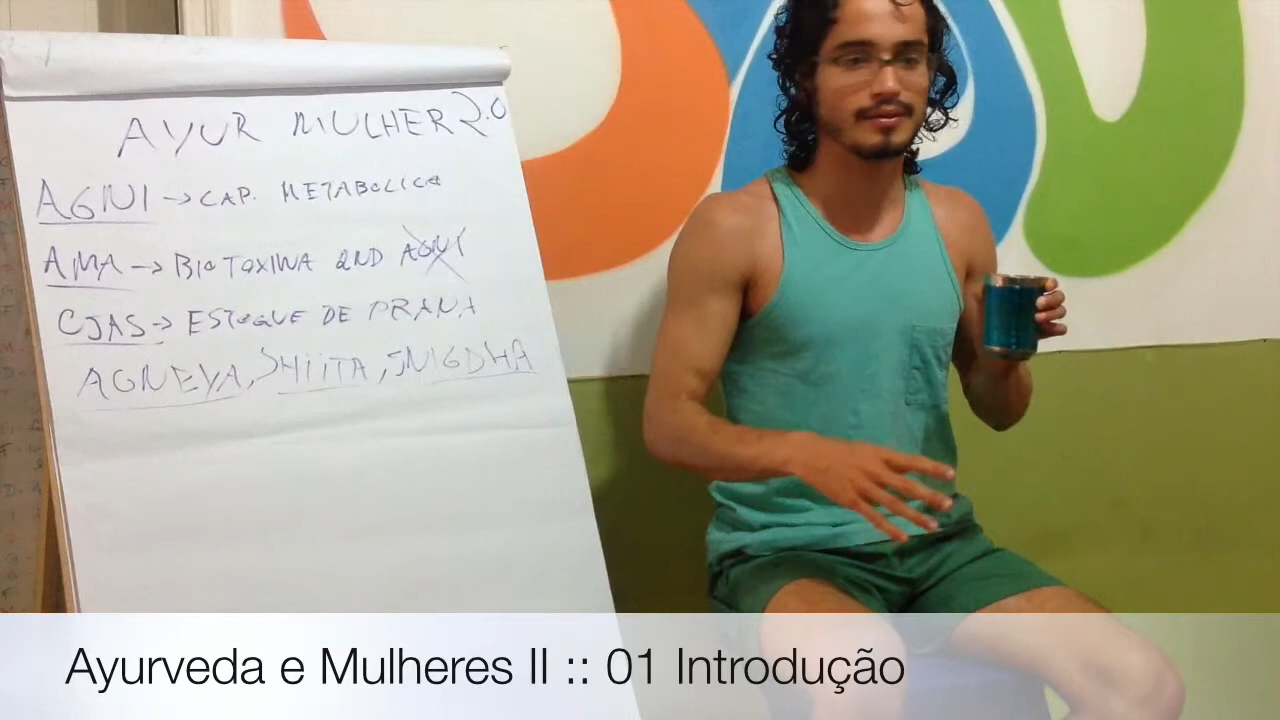 AYUR MULHER 2.0
AGNI → CAP. METABOLICA
AMA → BIOTOXINA QND AGNI
OJAS → ESTOQUE DE PRANA
AGNEYA, SHIITA, SNIGDHA
Ayurveda e Mulheres II :: 01 Introdução